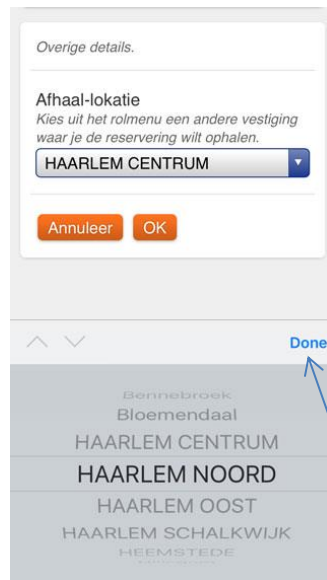 Overige details.
Afhaal-lokatie
Kies uit het rolmenu een andere vestiging
waar je de reservering wilt ophalen.
HAARLEM CENTRUM
Annuleer OK
Done
Bennebroek
Bloemendaal
HAARLEM CENTRUM
HAARLEM NOORD
HAARLEM OOST
HAARLEM SCHALKWIJK
HEEMSTEDE